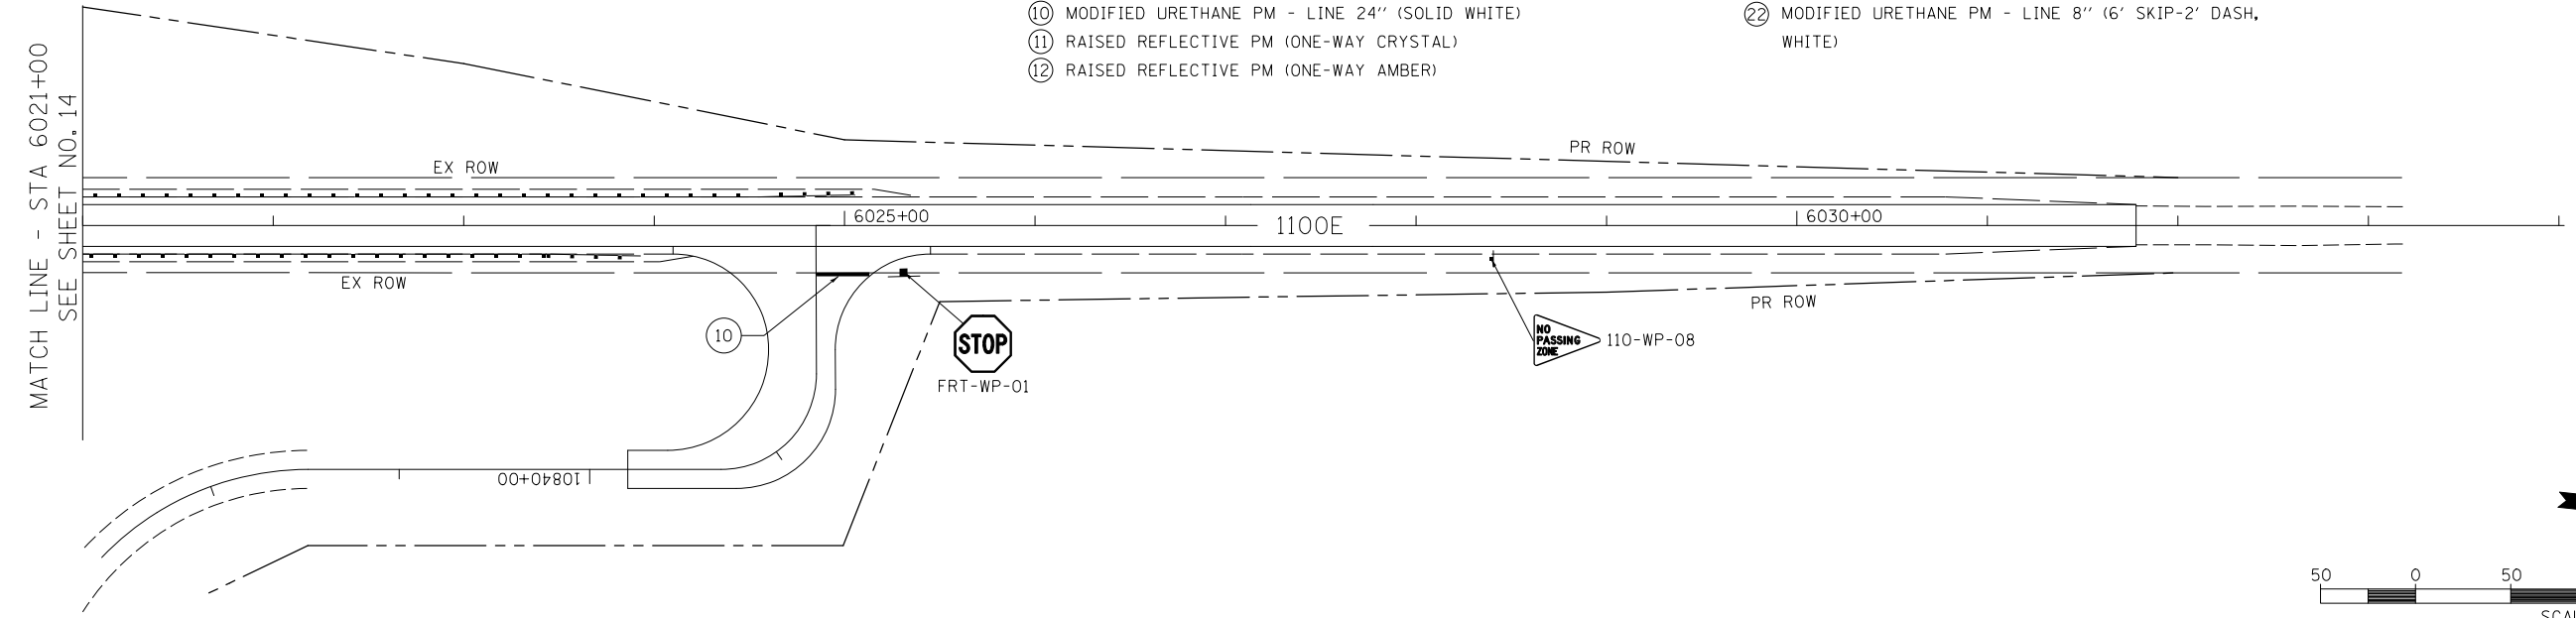 ⑩ MODIFIED URETHANE PM - LINE 24'' (SOLID WHITE)
⑪ RAISED REFLECTIVE PM (ONE-WAY CRYSTAL)
⑫ RAISED REFLECTIVE PM (ONE-WAY AMBER)
㉒ MODIFIED URETHANE PM - LINE 8'' (6' SKIP-2' DASH,
WHITE)
MATCH LINE - STA 6021+00
SEE SHEET NO. 14
EX ROW
PR ROW
6025+00
1100E
6030+00
EX ROW
PR ROW
10
STOP
FRT-WP-01
NO
PASSING
ZONE
110-WP-08
10840+00
50 0 50